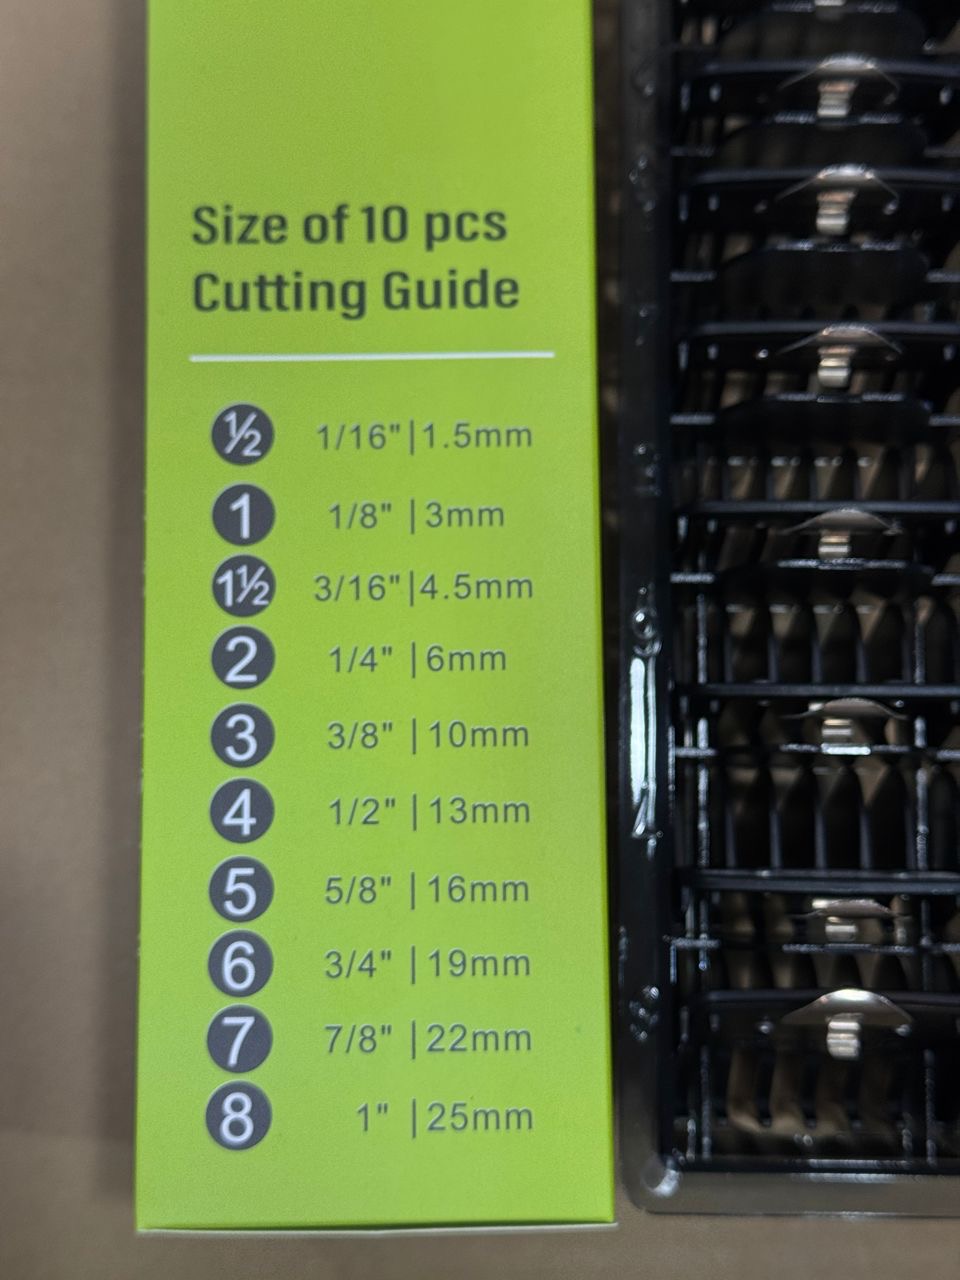 Size of 10 pcs
Cutting Guide
½ 1/16" | 1.5mm
1 1/8" | 3mm
1½ 3/16" | 4.5mm
2 1/4" | 6mm
3 3/8" | 10mm
4 1/2" | 13mm
5 5/8" | 16mm
6 3/4" | 19mm
7 7/8" | 22mm
8 1" | 25mm